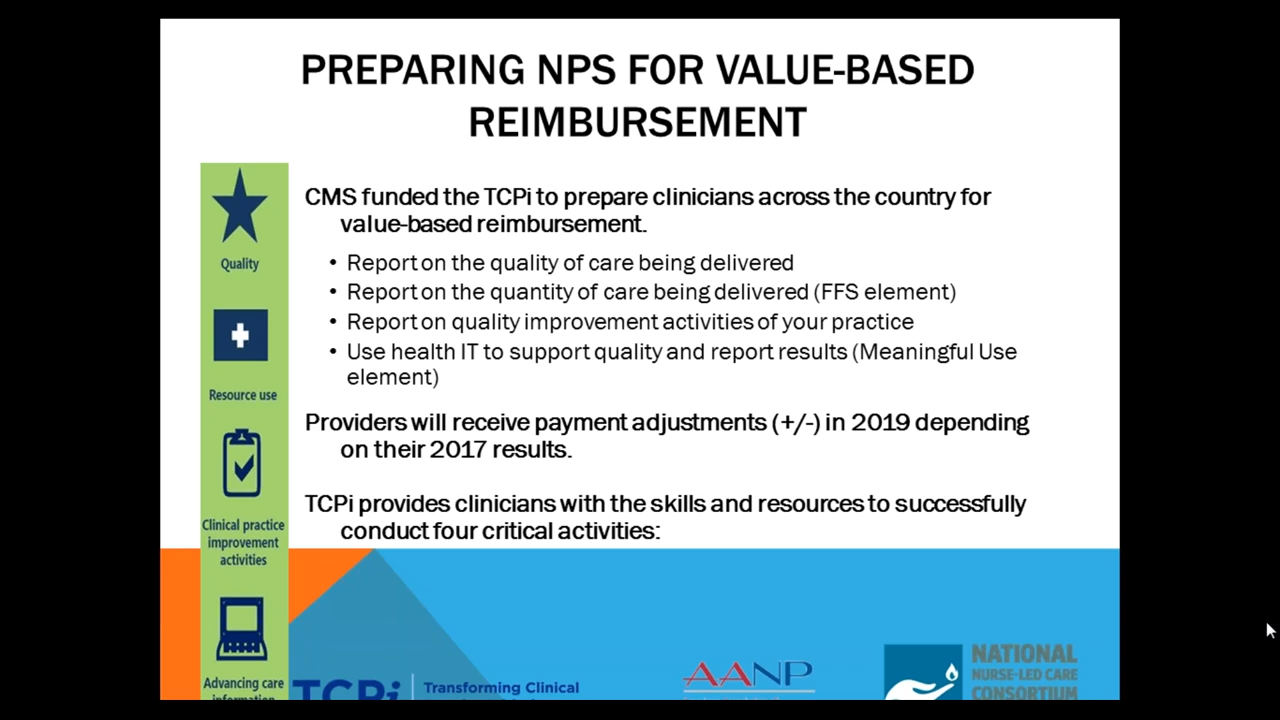 PREPARING NPS FOR VALUE-BASED
REIMBURSEMENT
Quality
Resource use
Clinical practice
improvement
activities
Advancing care
information
CMS funded the TCPi to prepare clinicians across the country for
value-based reimbursement.
• Report on the quality of care being delivered
• Report on the quantity of care being delivered (FFS element)
• Report on quality improvement activities of your practice
• Use health IT to support quality and report results (Meaningful Use
element)
Providers will receive payment adjustments (+/-) in 2019 depending
on their 2017 results.
TCPi provides clinicians with the skills and resources to successfully
conduct four critical activities:
TCPi
Transforming Clinical
AANP
NATIONAL
NURSE-LED CARE
CONSORTIUM